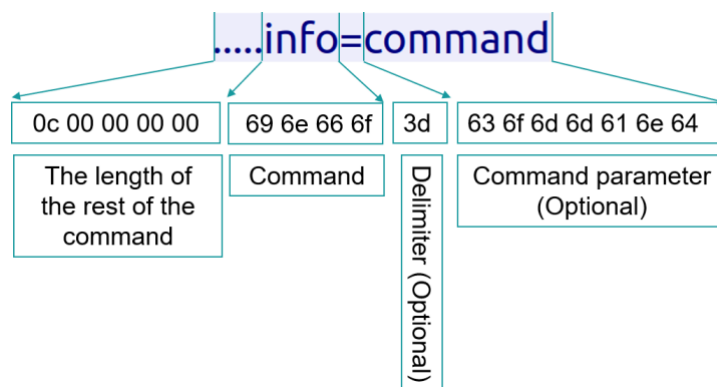 .....info=command
0c 00 00 00 00
69 6e 66 6f
3d
63 6f 6d 6d 61 6e 64
The length of
the rest of the
command
Command
Delimiter (Optional)
Command parameter
(Optional)